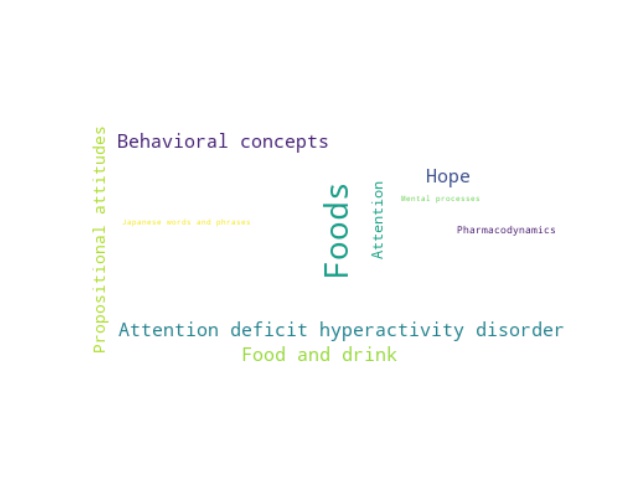 Propositional attitudes
Behavioral concepts
Hope
Attention
Foods
Mental processes
Japanese words and phrases
Pharmacodynamics
Attention deficit hyperactivity disorder
Food and drink